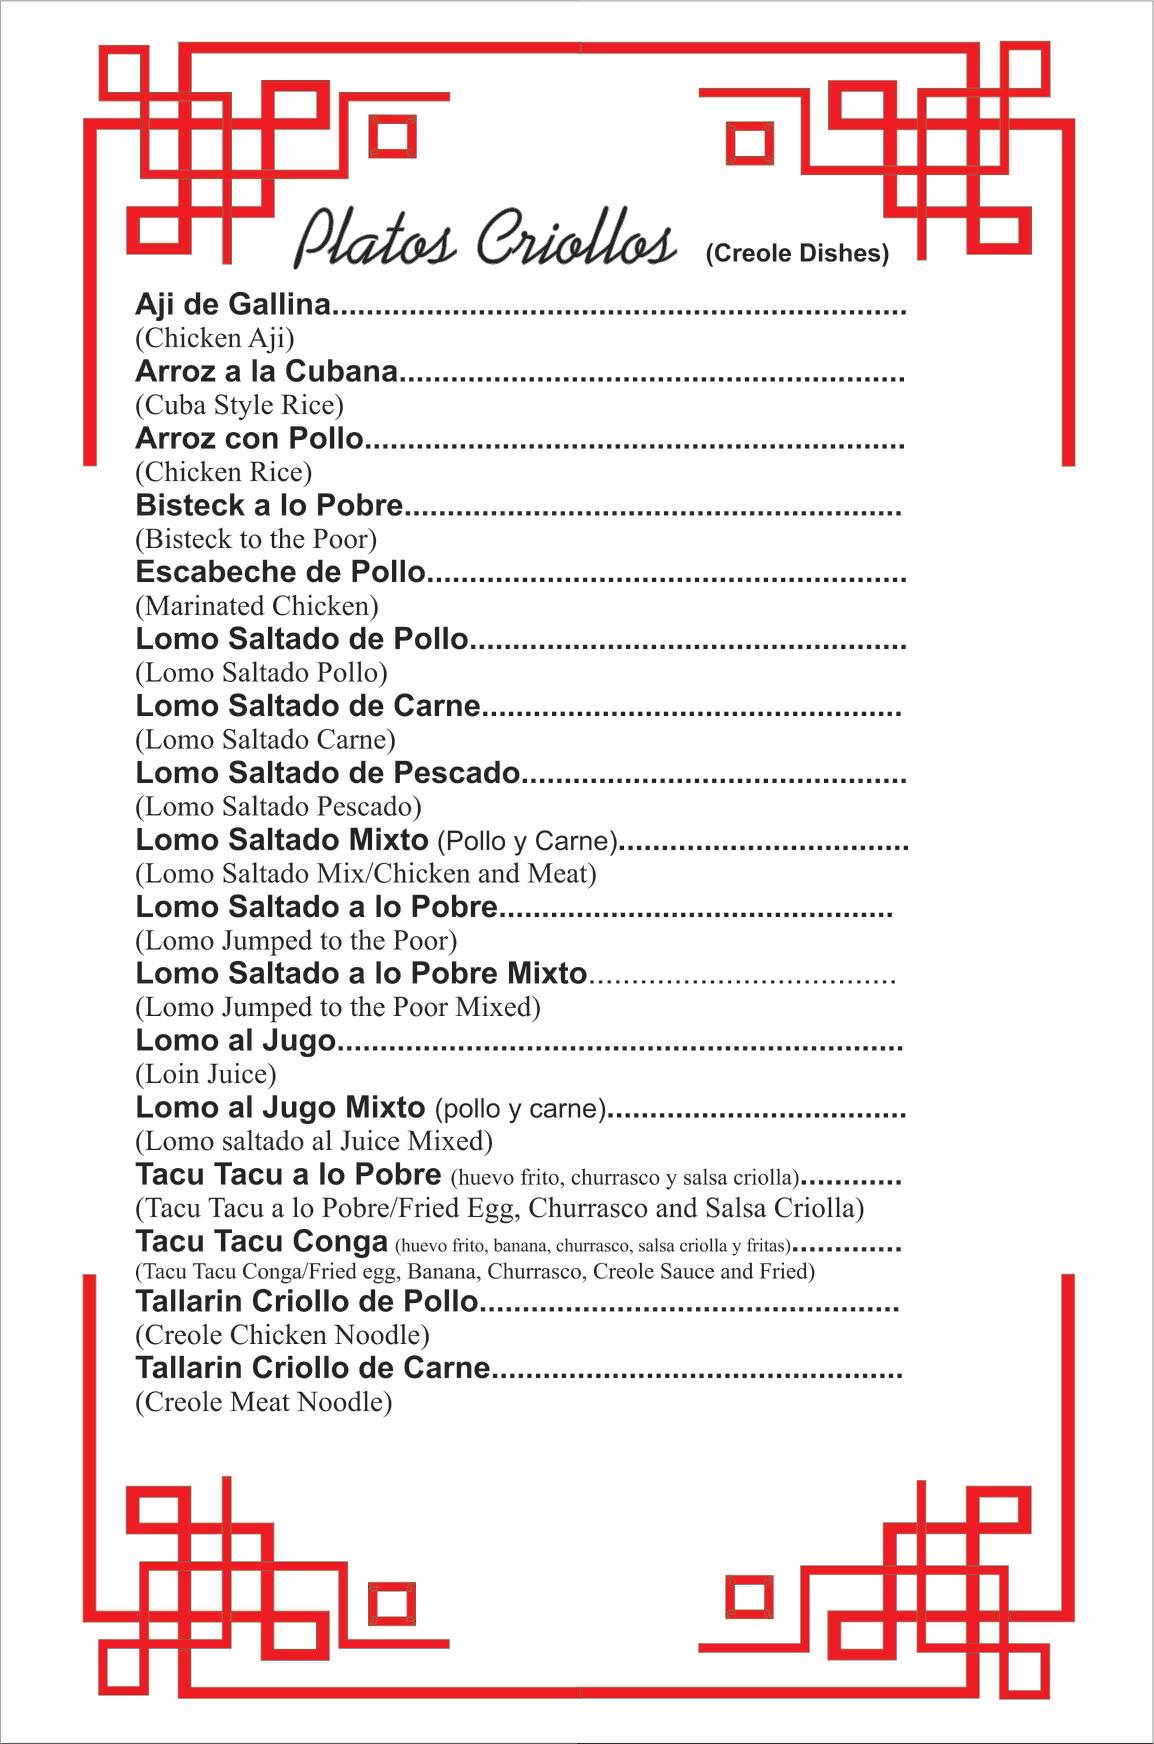 Platos Criollos (Creole Dishes)
Aji de Gallina...................................................................
(Chicken Aji)
Arroz a la Cubana...........................................................
(Cuba Style Rice)
Arroz con Pollo...............................................................
(Chicken Rice)
Bisteck a lo Pobre..........................................................
(Bisteck to the Poor)
Escabeche de Pollo........................................................
(Marinated Chicken)
Lomo Saltado de Pollo...................................................
(Lomo Saltado Pollo)
Lomo Saltado de Carne.................................................
(Lomo Saltado Carne)
Lomo Saltado de Pescado.............................................
(Lomo Saltado Pescado)
Lomo Saltado Mixto (Pollo y Carne)..................................
(Lomo Saltado Mix/Chicken and Meat)
Lomo Saltado a lo Pobre..............................................
(Lomo Jumped to the Poor)
Lomo Saltado a lo Pobre Mixto...................................
(Lomo Jumped to the Poor Mixed)
Lomo al Jugo..................................................................
(Loin Juice)
Lomo al Jugo Mixto (pollo y carne)...................................
(Lomo saltado al Juice Mixed)
Tacu Tacu a lo Pobre (huevo frito, churrasco y salsa criolla)............
(Tacu Tacu a lo Pobre/Fried Egg, Churrasco and Salsa Criolla)
Tacu Tacu Conga (huevo frito, banana, churrasco, salsa criolla y fritas).............
(Tacu Tacu Conga/Fried egg, Banana, Churrasco, Creole Sauce and Fried)
Tallarin Criollo de Pollo.................................................
(Creole Chicken Noodle)
Tallarin Criollo de Carne................................................
(Creole Meat Noodle)